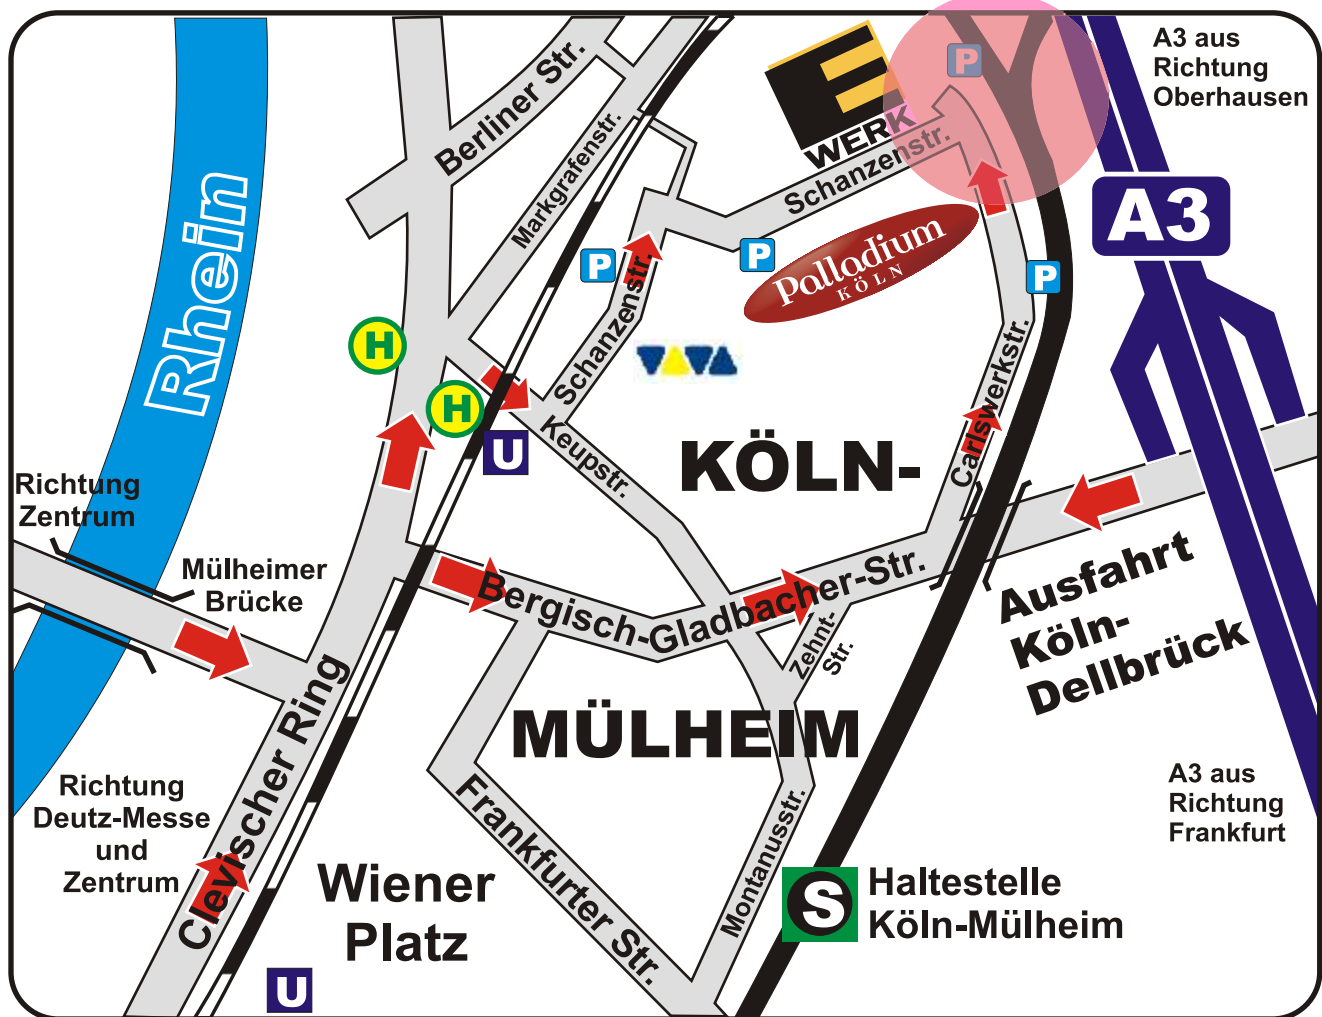 A3 aus
Richtung
Oberhausen
P
E
WERK
Berliner Str.
Markgrafenstr.
Schanzenstr.
Rhein
A3
Palladium
KÖLN
P
P
P
Schanzenstr.
H
H
VIVA
Carlswerkstr.
U
Keupstr.
KÖLN-
Richtung
Zentrum
Mülheimer
Brücke
Bergisch-Gladbacher-Str.
Ausfahrt
Köln-
Dellbrück
Zehnt-
Str.
MÜLHEIM
Clevischer Ring
Richtung
Deutz-Messe
und
Zentrum
Frankfurter Str.
Montanusstr.
A3 aus
Richtung
Frankfurt
Wiener
Platz
S
Haltestelle
Köln-Mülheim
U